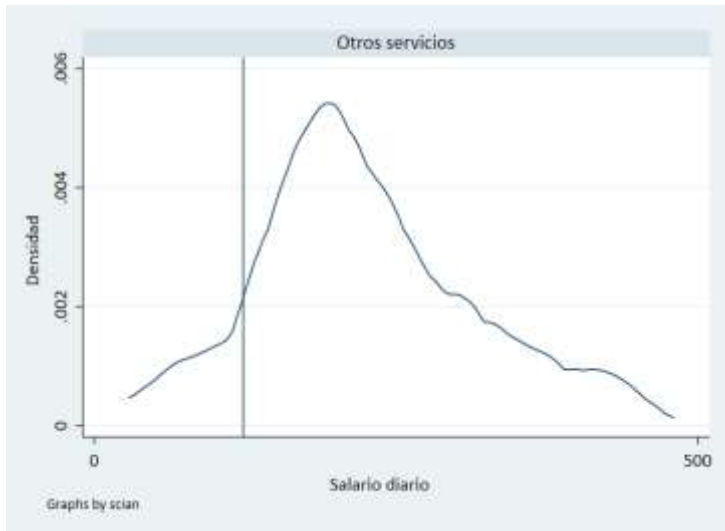 Otros servicios
.006
.004
.002
0
Densidad
0 500
Salario diario
Graphs by scian